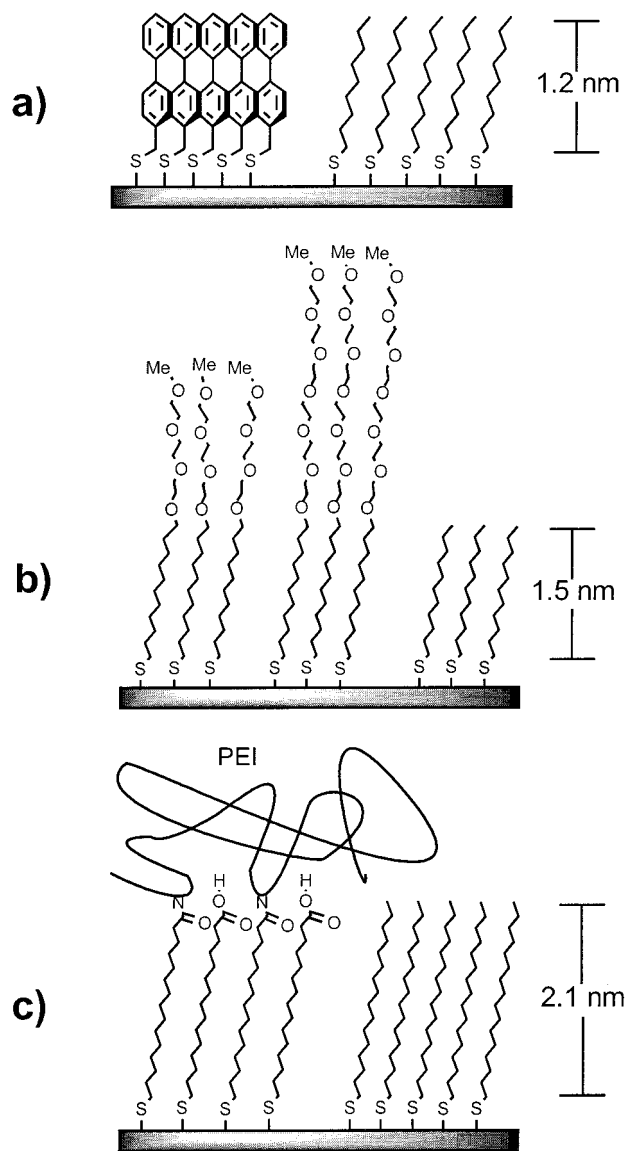 a)
1.2 nm
S S S S S S S S S S
Me Me Me
O O O
O O O
O O O
Me Me Me
O O O
O O O
O O O
O O O
O O O
O O O
O O O
b)
1.5 nm
S S S S S S S S S
PEI
N H N H
O O O O O O
c)
2.1 nm
S S S S S S S S S